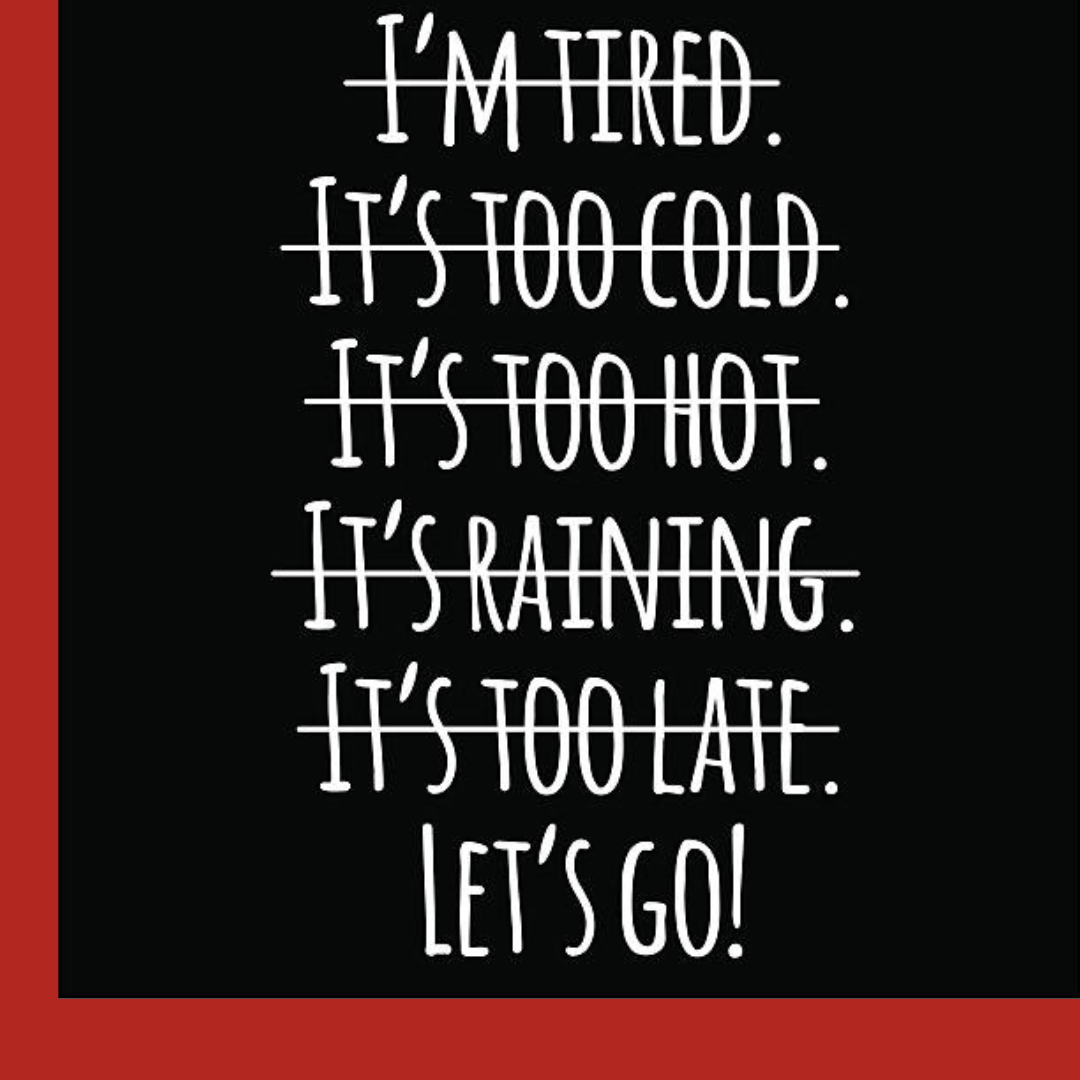 I'M TIRED.
IT'S TOO COLD.
IT'S TOO HOT.
IT'S RAINING.
IT'S TOO LATE.
LET'S GO!